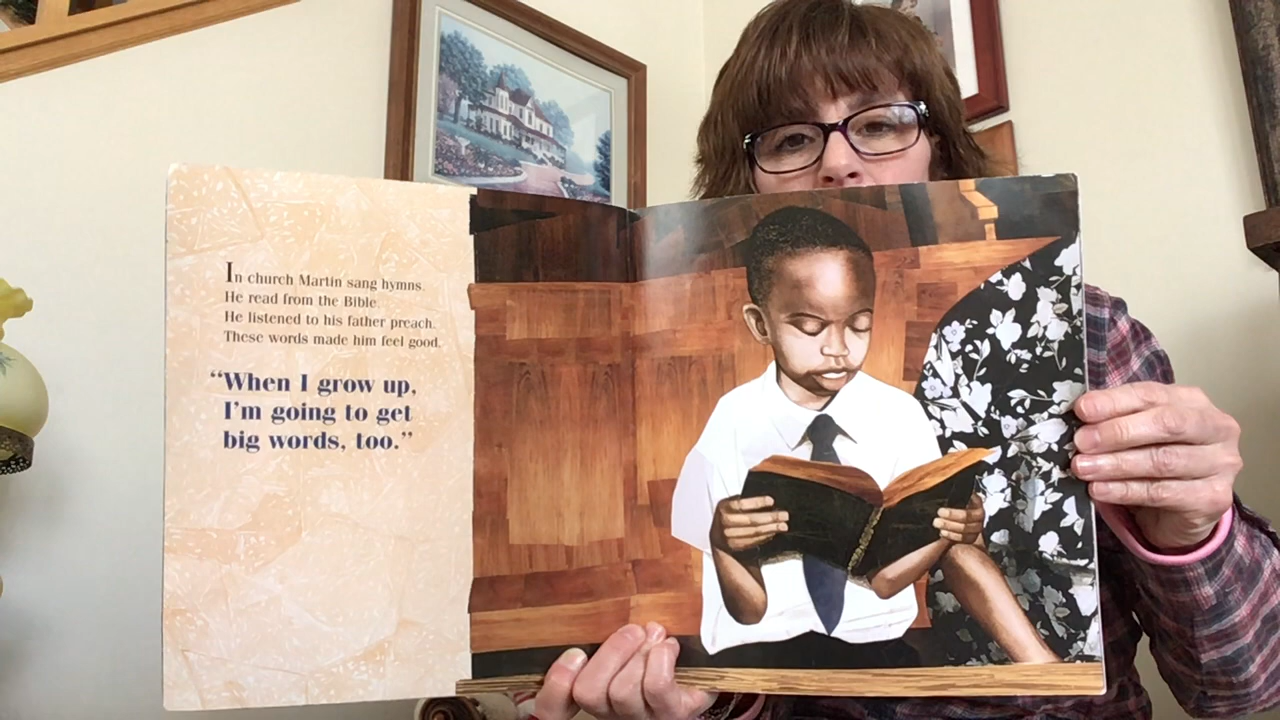 In church Martin sang hymns.
He read from the Bible.
He listened to his father preach.
These words made him feel good.
“When I grow up,
I’m going to get
big words, too.”